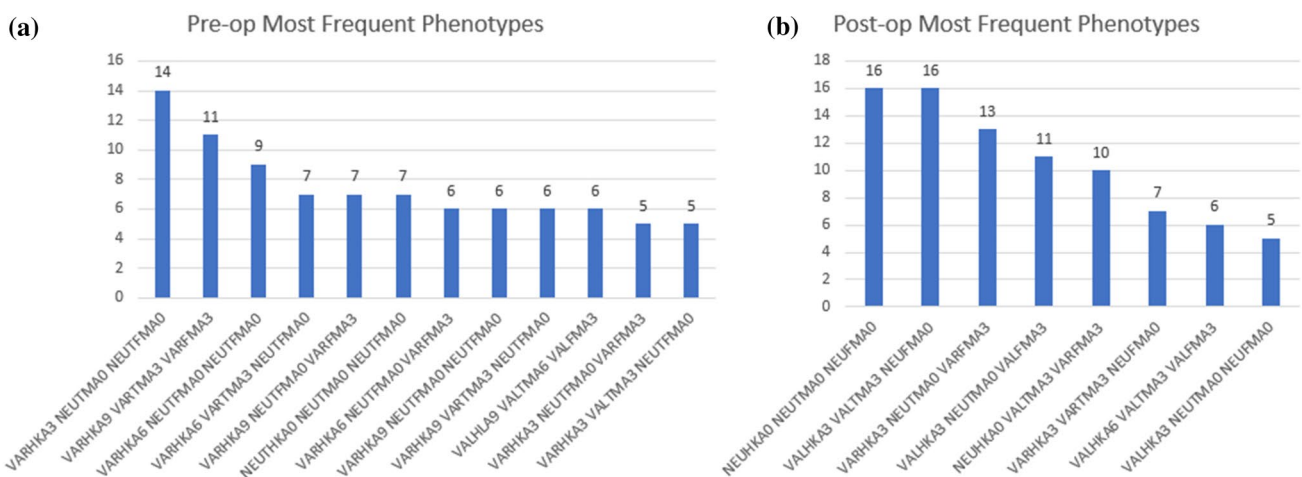 (a)
Pre-op Most Frequent Phenotypes
16
14
12
10
8
6
4
2
0
14
11
9
7
7
7
6
6
6
6
5
5
VARHKA3 NEUTMA0 NEUTFMA0
VARHKA9 VARTMA3 VARFMA3
VARHKA6 NEUTFMA0 NEUTFMA0
VARHKA6 VARTMA3 NEUTFMA0
VARHKA9 NEUTFMA0 VARFMA3
NEUTHKA0 NEUTMA0 NEUTFMA0
VARHKA6 NEUTFMA0 VARFMA3
VARHKA9 NEUTFMA0 NEUTFMA0
VARHKA9 VARTMA3 NEUTFMA0
VALHLA9 VALTMA6 VALFMA3
VARHKA3 NEUTFMA0 VARFMA3
VARHKA3 VALTMA3 NEUTFMA0
(b)
Post-op Most Frequent Phenotypes
18
16
14
12
10
8
6
4
2
0
16
16
13
11
10
7
6
5
NEUHKA0 NEUTMA0 NEUFMA0
VALHKA3 VALTMA3 NEUFMA0
VARHKA3 NEUTMA0 VARFMA3
VALHKA3 NEUTMA0 VALFMA3
NEUHKA0 VALTMA3 VARFMA3
VARHKA3 VARTMA3 NEUFMA0
VALHKA6 VALTMA3 VALFMA3
VALHKA3 NEUTMA0 NEUFMA0